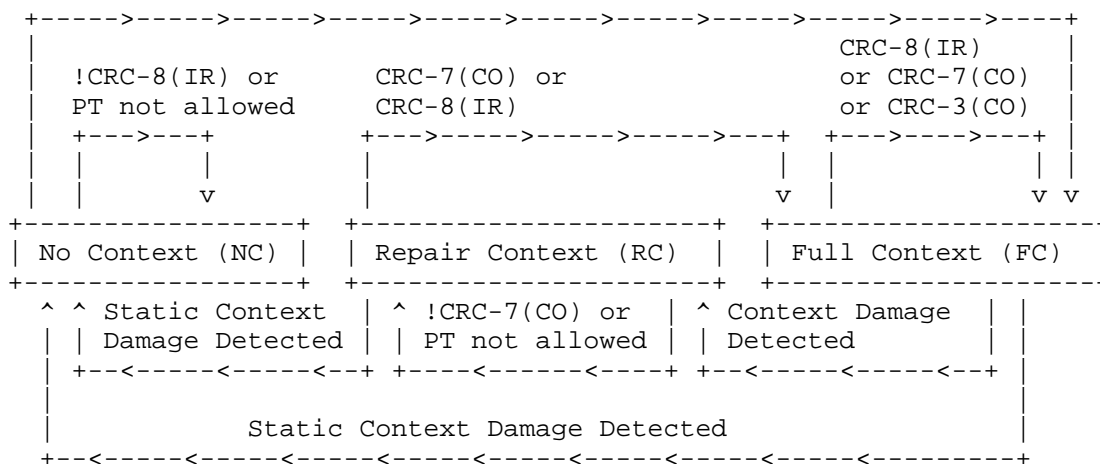 CRC-8(IR)
!CRC-8(IR) or CRC-7(CO) or or CRC-7(CO)
PT not allowed CRC-8(IR) or CRC-3(CO)
v v v v
No Context (NC) Repair Context (RC) Full Context (FC)
^ ^ Static Context ^ !CRC-7(CO) or ^ Context Damage
Damage Detected PT not allowed Detected
Static Context Damage Detected